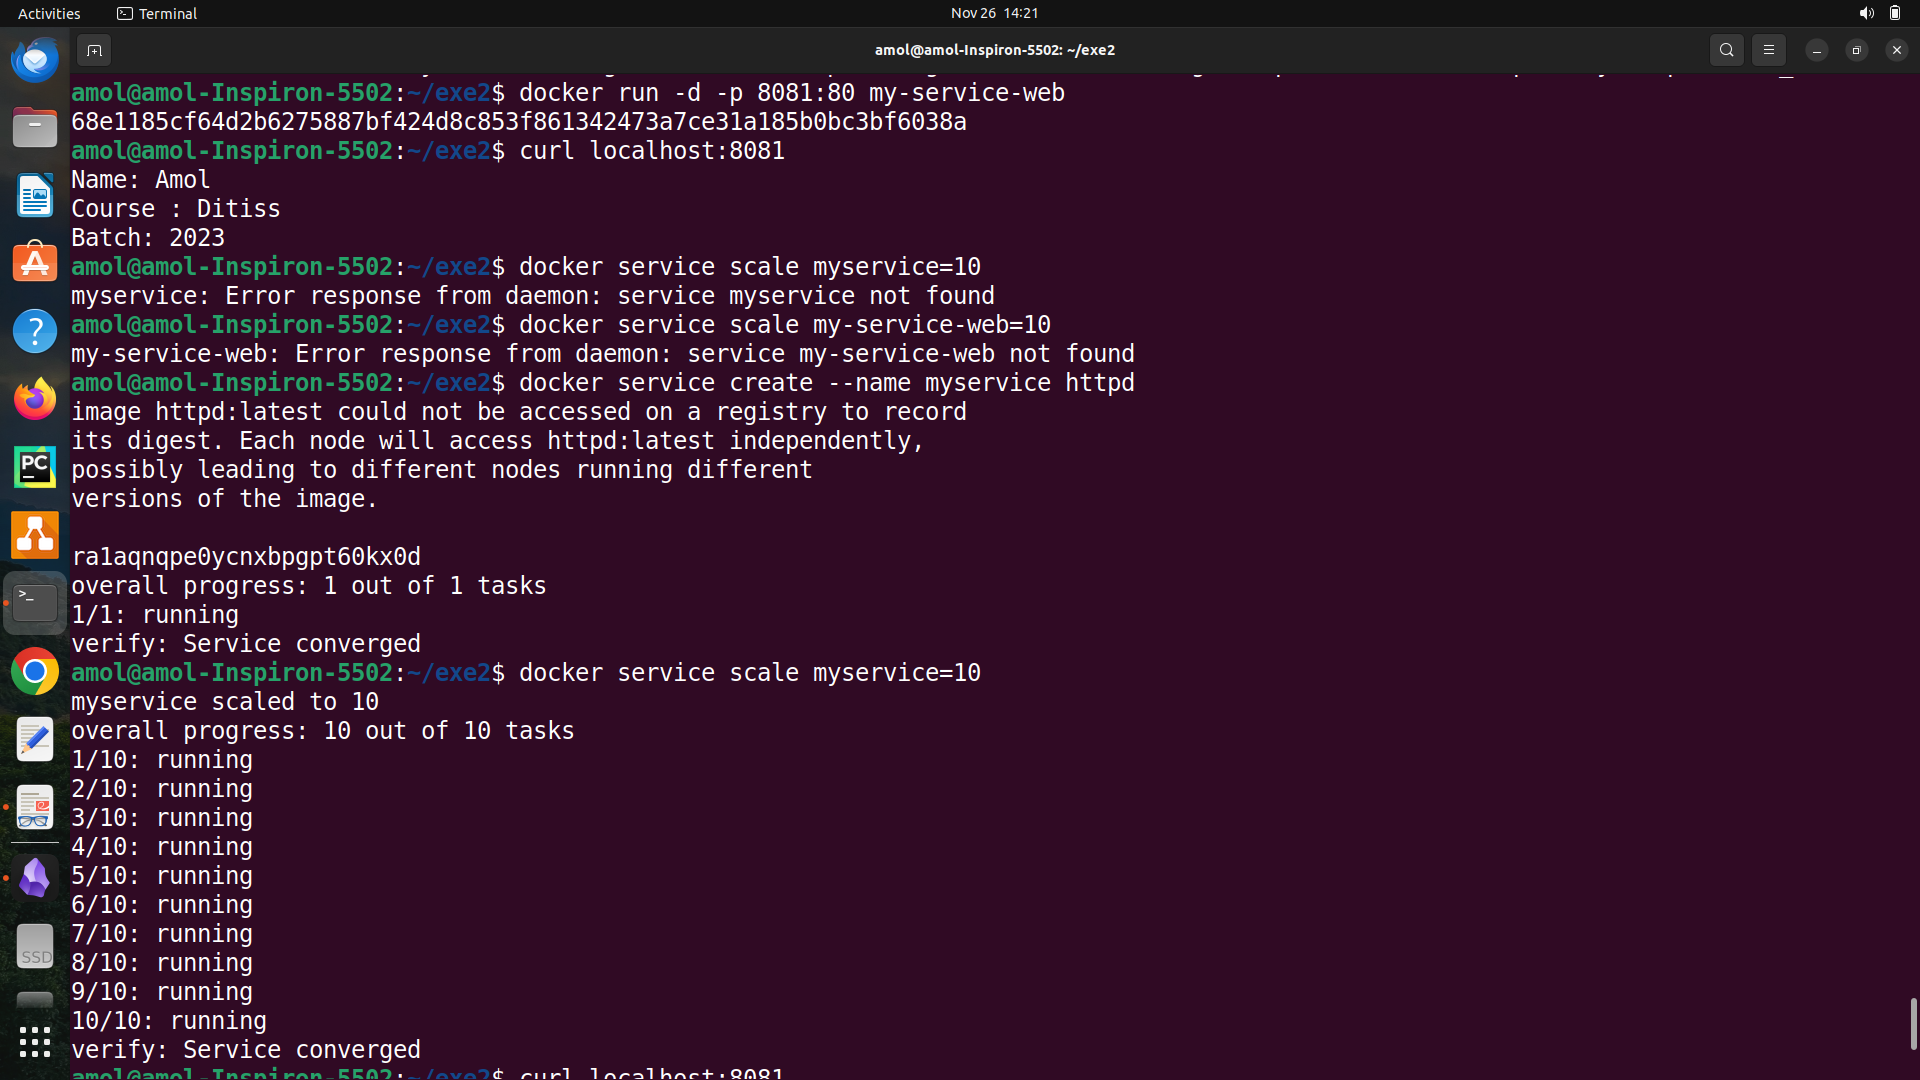 Activities
Terminal
Nov 26 14:21
amol@amol-Inspiron-5502: ~/exe2
amol@amol-Inspiron-5502:~/exe2$ docker run -d -p 8081:80 my-service-web
68e1185cf64d2b6275887bf424d8c853f861342473a7ce31a185b0bc3bf6038a
amol@amol-Inspiron-5502:~/exe2$ curl localhost:8081
Name: Amol
Course : Ditiss
Batch: 2023
amol@amol-Inspiron-5502:~/exe2$ docker service scale myservice=10
myservice: Error response from daemon: service myservice not found
amol@amol-Inspiron-5502:~/exe2$ docker service scale my-service-web=10
my-service-web: Error response from daemon: service my-service-web not found
amol@amol-Inspiron-5502:~/exe2$ docker service create --name myservice httpd
image httpd:latest could not be accessed on a registry to record
its digest. Each node will access httpd:latest independently,
possibly leading to different nodes running different
versions of the image.
ra1aqnqpe0ycnxbpgpt60kx0d
overall progress: 1 out of 1 tasks
1/1: running
verify: Service converged
amol@amol-Inspiron-5502:~/exe2$ docker service scale myservice=10
myservice scaled to 10
overall progress: 10 out of 10 tasks
1/10: running
2/10: running
3/10: running
4/10: running
5/10: running
6/10: running
7/10: running
8/10: running
9/10: running
10/10: running
verify: Service converged
amol@amol-Inspiron-5502:~/exe2$ curl localhost:8081
PC
SSD